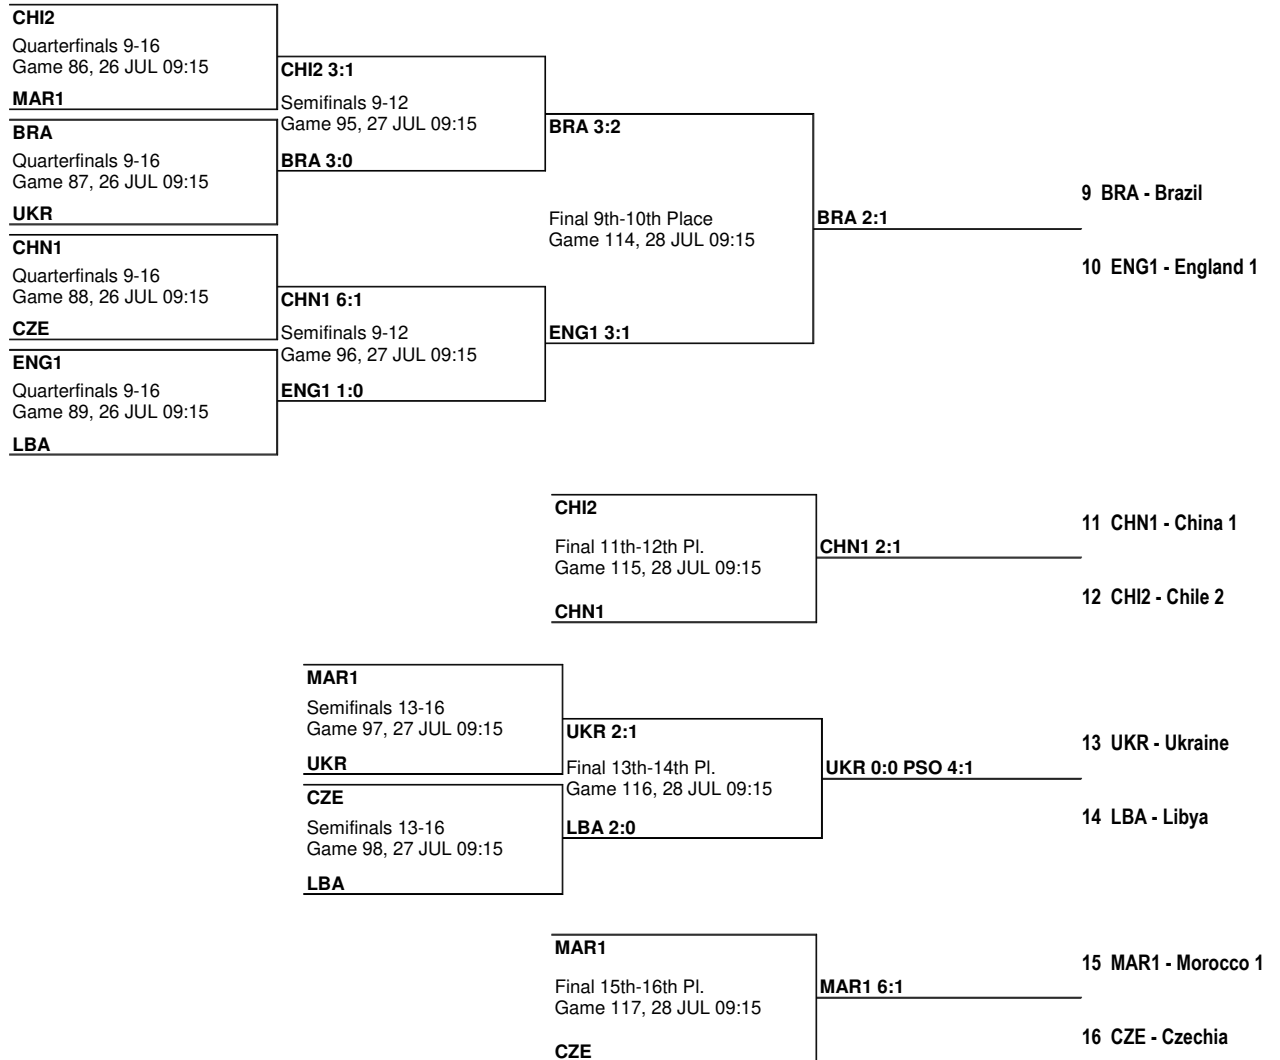 CHI2
Quarterfinals 9-16
Game 86, 26 JUL 09:15
MAR1
BRA
Quarterfinals 9-16
Game 87, 26 JUL 09:15
UKR
CHN1
Quarterfinals 9-16
Game 88, 26 JUL 09:15
CZE
ENG1
Quarterfinals 9-16
Game 89, 26 JUL 09:15
LBA
CHI2 3:1
Semifinals 9-12
Game 95, 27 JUL 09:15
BRA 3:0
CHN1 6:1
Semifinals 9-12
Game 96, 27 JUL 09:15
ENG1 1:0
BRA 3:2
Final 9th-10th Place
Game 114, 28 JUL 09:15
ENG1 3:1
BRA 2:1
9 BRA - Brazil
10 ENG1 - England 1
CHI2
Final 11th-12th Pl.
Game 115, 28 JUL 09:15
CHN1
CHN1 2:1
11 CHN1 - China 1
12 CHI2 - Chile 2
MAR1
Semifinals 13-16
Game 97, 27 JUL 09:15
UKR
CZE
Semifinals 13-16
Game 98, 27 JUL 09:15
LBA
UKR 2:1
Final 13th-14th Pl.
Game 116, 28 JUL 09:15
LBA 2:0
UKR 0:0 PSO 4:1
13 UKR - Ukraine
14 LBA - Libya
MAR1
Final 15th-16th Pl.
Game 117, 28 JUL 09:15
CZE
MAR1 6:1
15 MAR1 - Morocco 1
16 CZE - Czechia